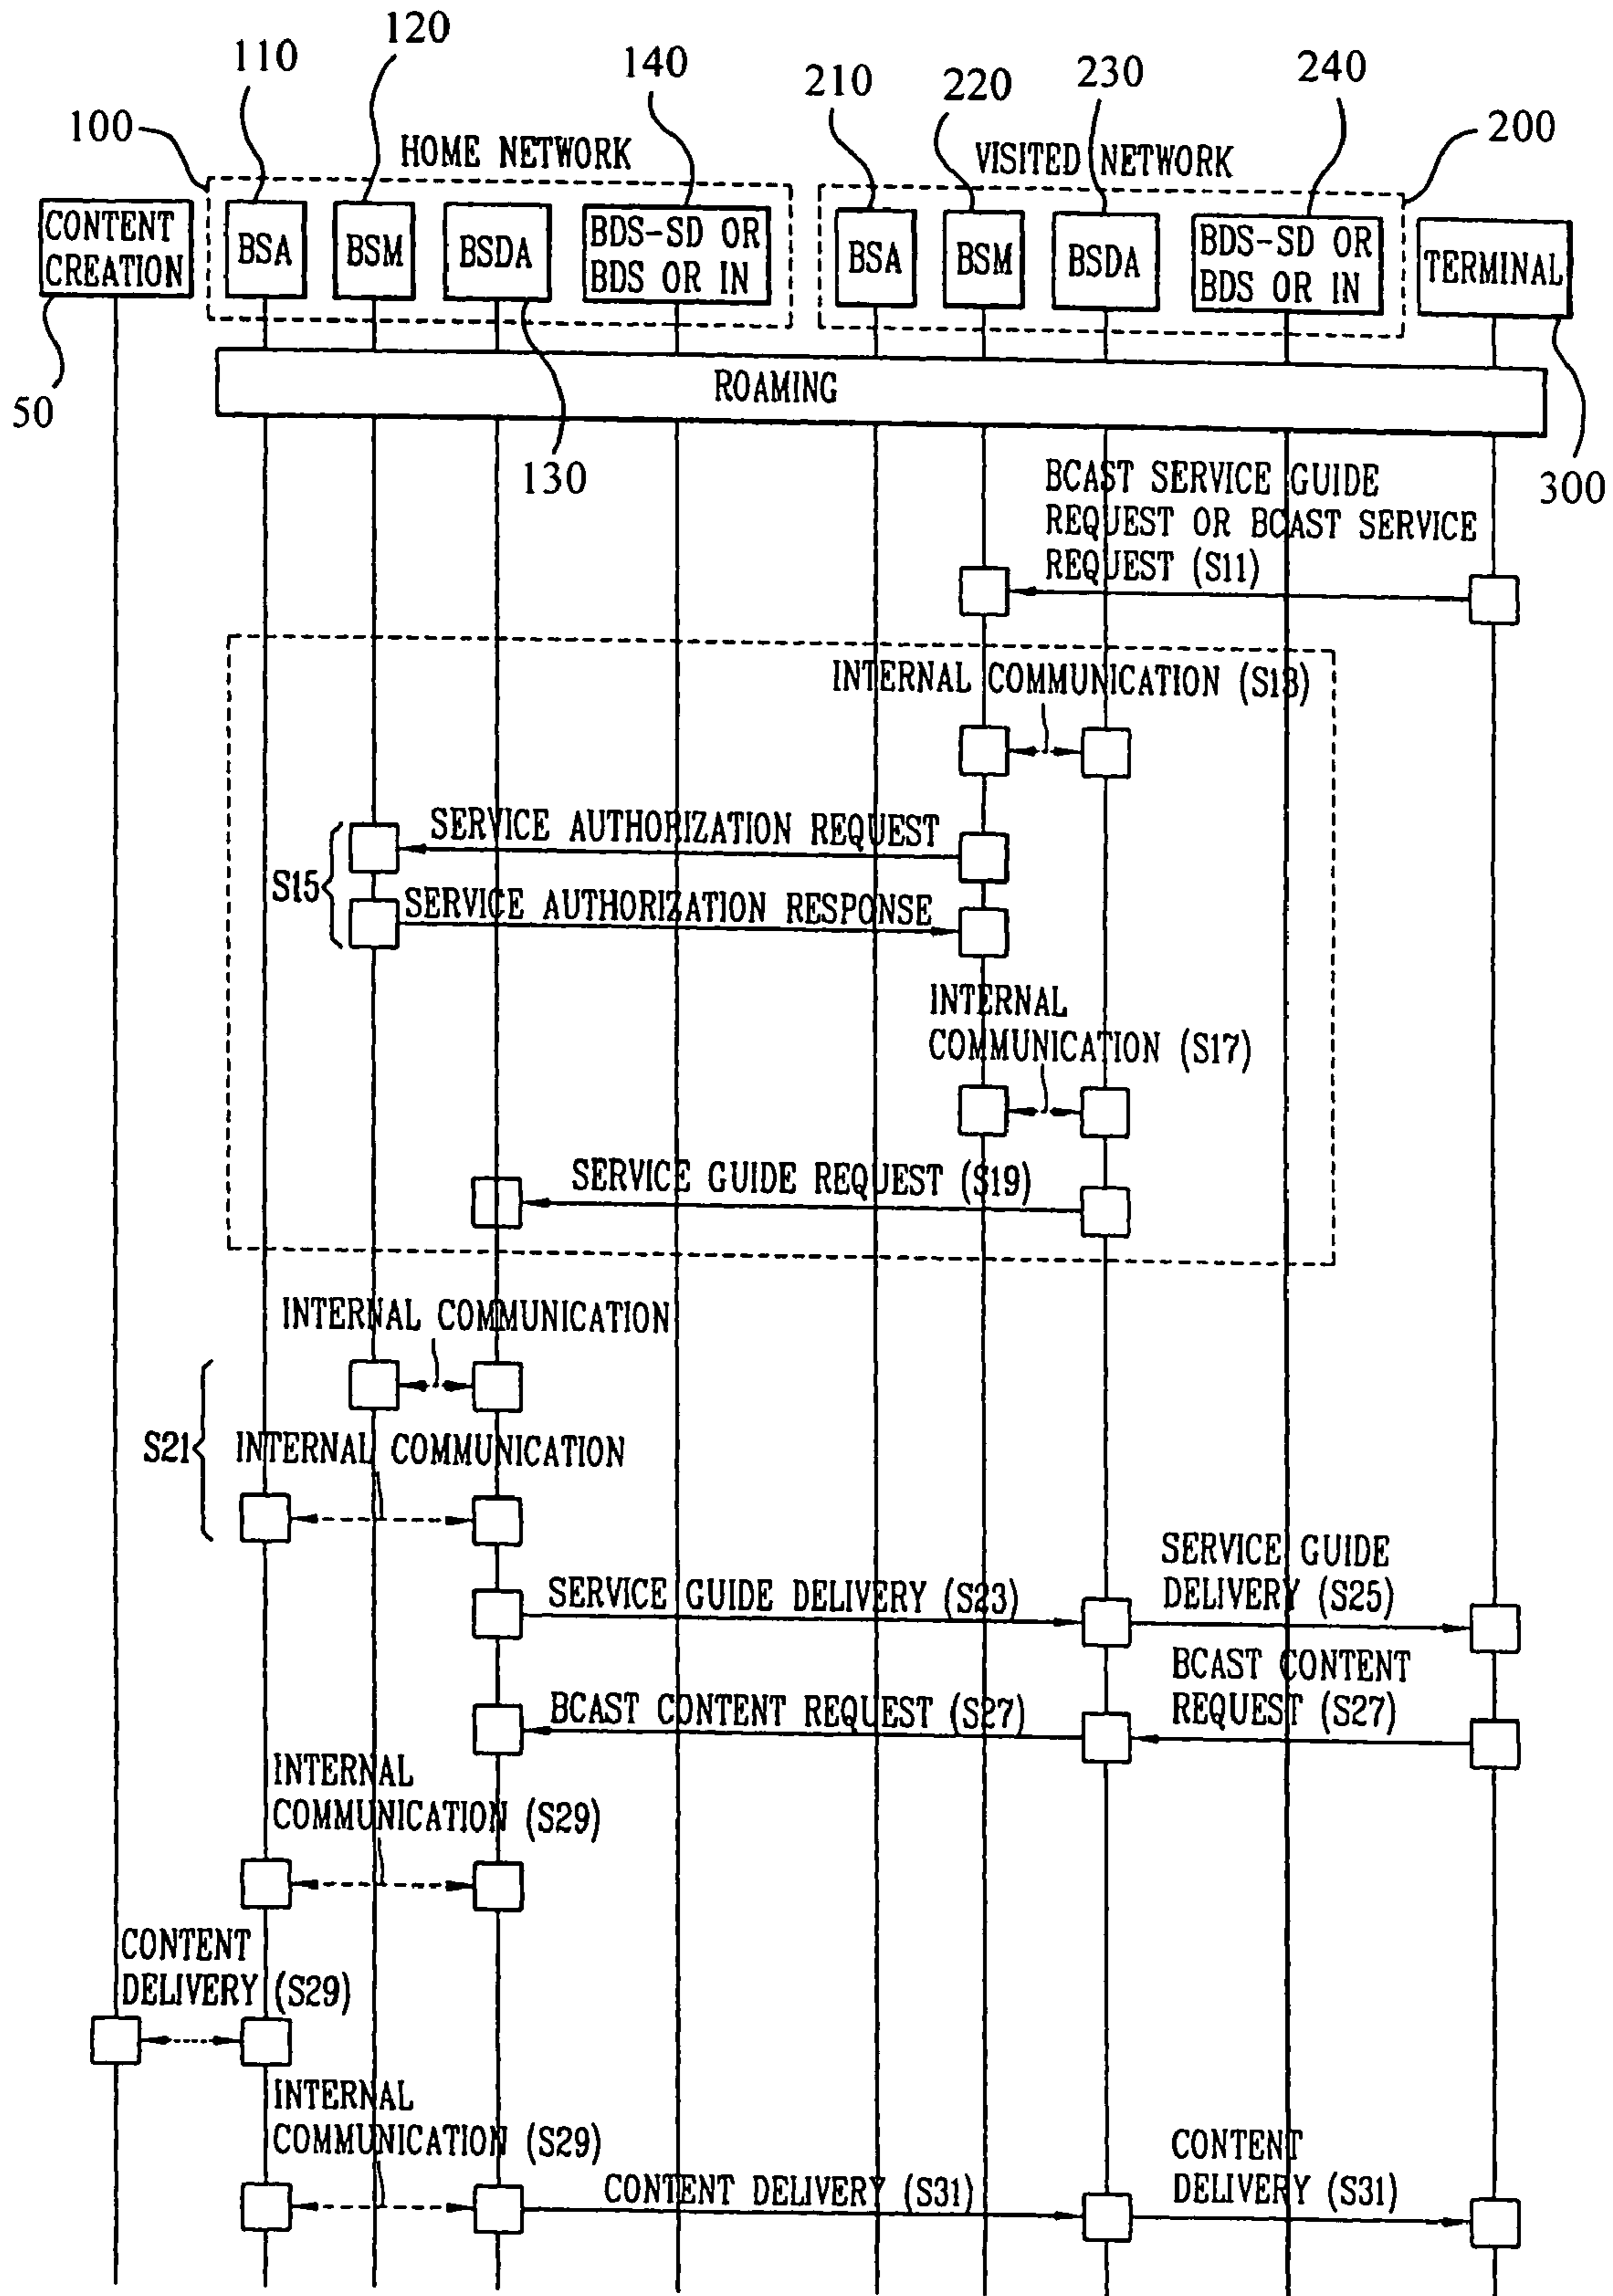 120
110
140
210
220
230
240
100
HOME NETWORK
VISITED NETWORK
200
CONTENT
CREATION
BSA
BSM
BSDA
BDS-SD OR
BDS OR IN
BSA
BSM
BSDA
BDS-SD OR
BDS OR IN
TERMINAL
50
ROAMING
130
300
BCAST SERVICE GUIDE
REQUEST OR BCAST SERVICE
REQUEST (S11)
INTERNAL COMMUNICATION (S13)
SERVICE AUTHORIZATION REQUEST
S15
SERVICE AUTHORIZATION RESPONSE
INTERNAL
COMMUNICATION (S17)
SERVICE GUIDE REQUEST (S19)
INTERNAL COMMUNICATION
S21
INTERNAL COMMUNICATION
SERVICE GUIDE DELIVERY (S23)
SERVICE GUIDE
DELIVERY (S25)
BCAST CONTENT REQUEST (S27)
BCAST CONTENT
REQUEST (S27)
INTERNAL
COMMUNICATION (S29)
CONTENT
DELIVERY (S29)
INTERNAL
COMMUNICATION (S29)
CONTENT DELIVERY (S31)
CONTENT
DELIVERY (S31)